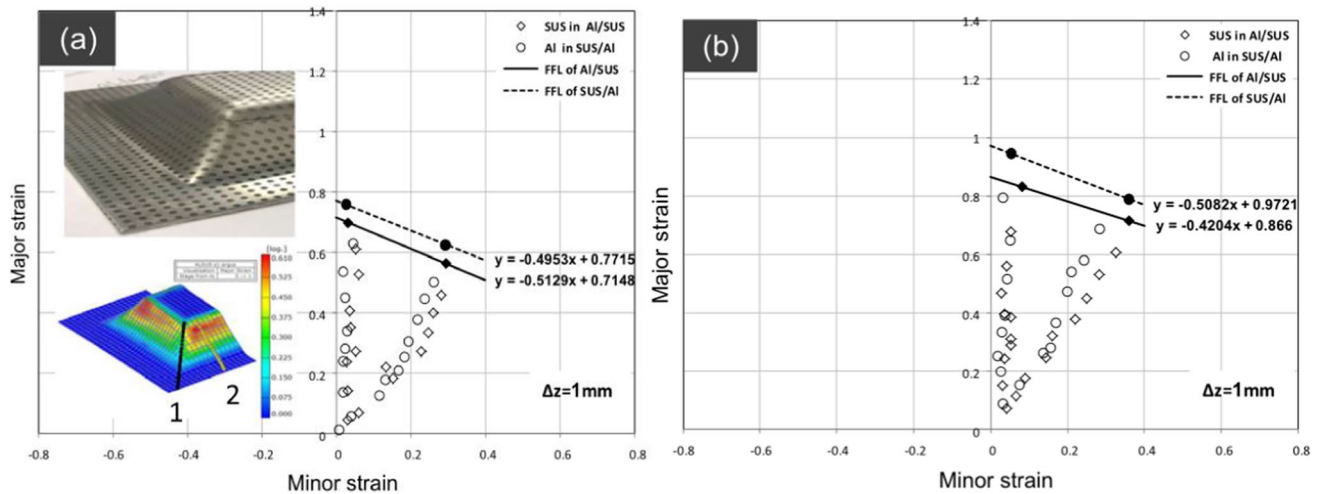 (a)
1.4
1.2
1
0.8
0.6
0.4
0.2
0
-0.8
-0.6
-0.4
-0.2
0
0.2
0.4
0.6
0.8
Major strain
Minor strain
SUS in Al/SUS
Al in SUS/Al
FFL of Al/SUS
FFL of SUS/Al
y = -0.4953x + 0.7715
y = -0.5129x + 0.7148
Δz=1mm
[log.]
0.610
0.525
0.450
0.375
0.300
0.225
0.150
0.075
0.000
1
2
(b)
1.4
1.2
1
0.8
0.6
0.4
0.2
0
-0.8
-0.6
-0.4
-0.2
0
0.2
0.4
0.6
0.8
Major strain
Minor strain
SUS in Al/SUS
Al in SUS/Al
FFL of Al/SUS
FFL of SUS/Al
y = -0.5082x + 0.9721
y = -0.4204x + 0.866
Δz=1mm